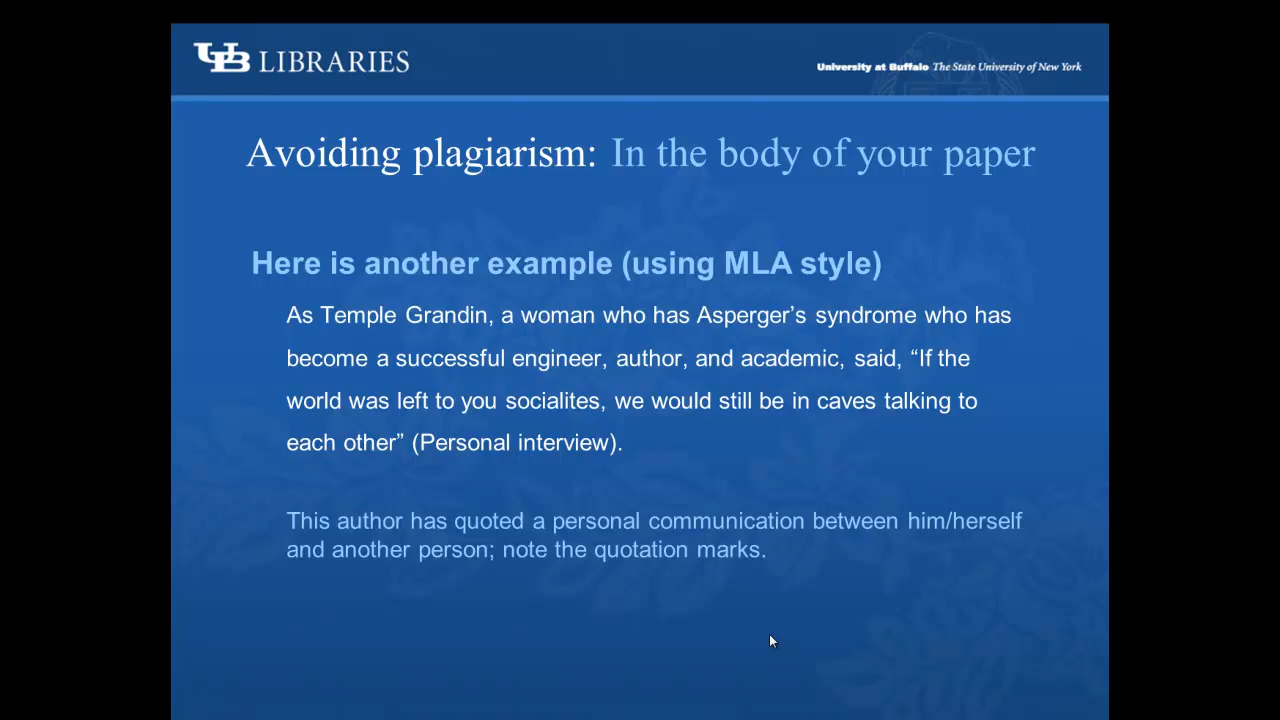 UB LIBRARIES
University at Buffalo The State University of New York
Avoiding plagiarism: In the body of your paper
Here is another example (using MLA style)
As Temple Grandin, a woman who has Asperger’s syndrome who has
become a successful engineer, author, and academic, said, “If the
world was left to you socialites, we would still be in caves talking to
each other” (Personal interview).
This author has quoted a personal communication between him/herself
and another person; note the quotation marks.